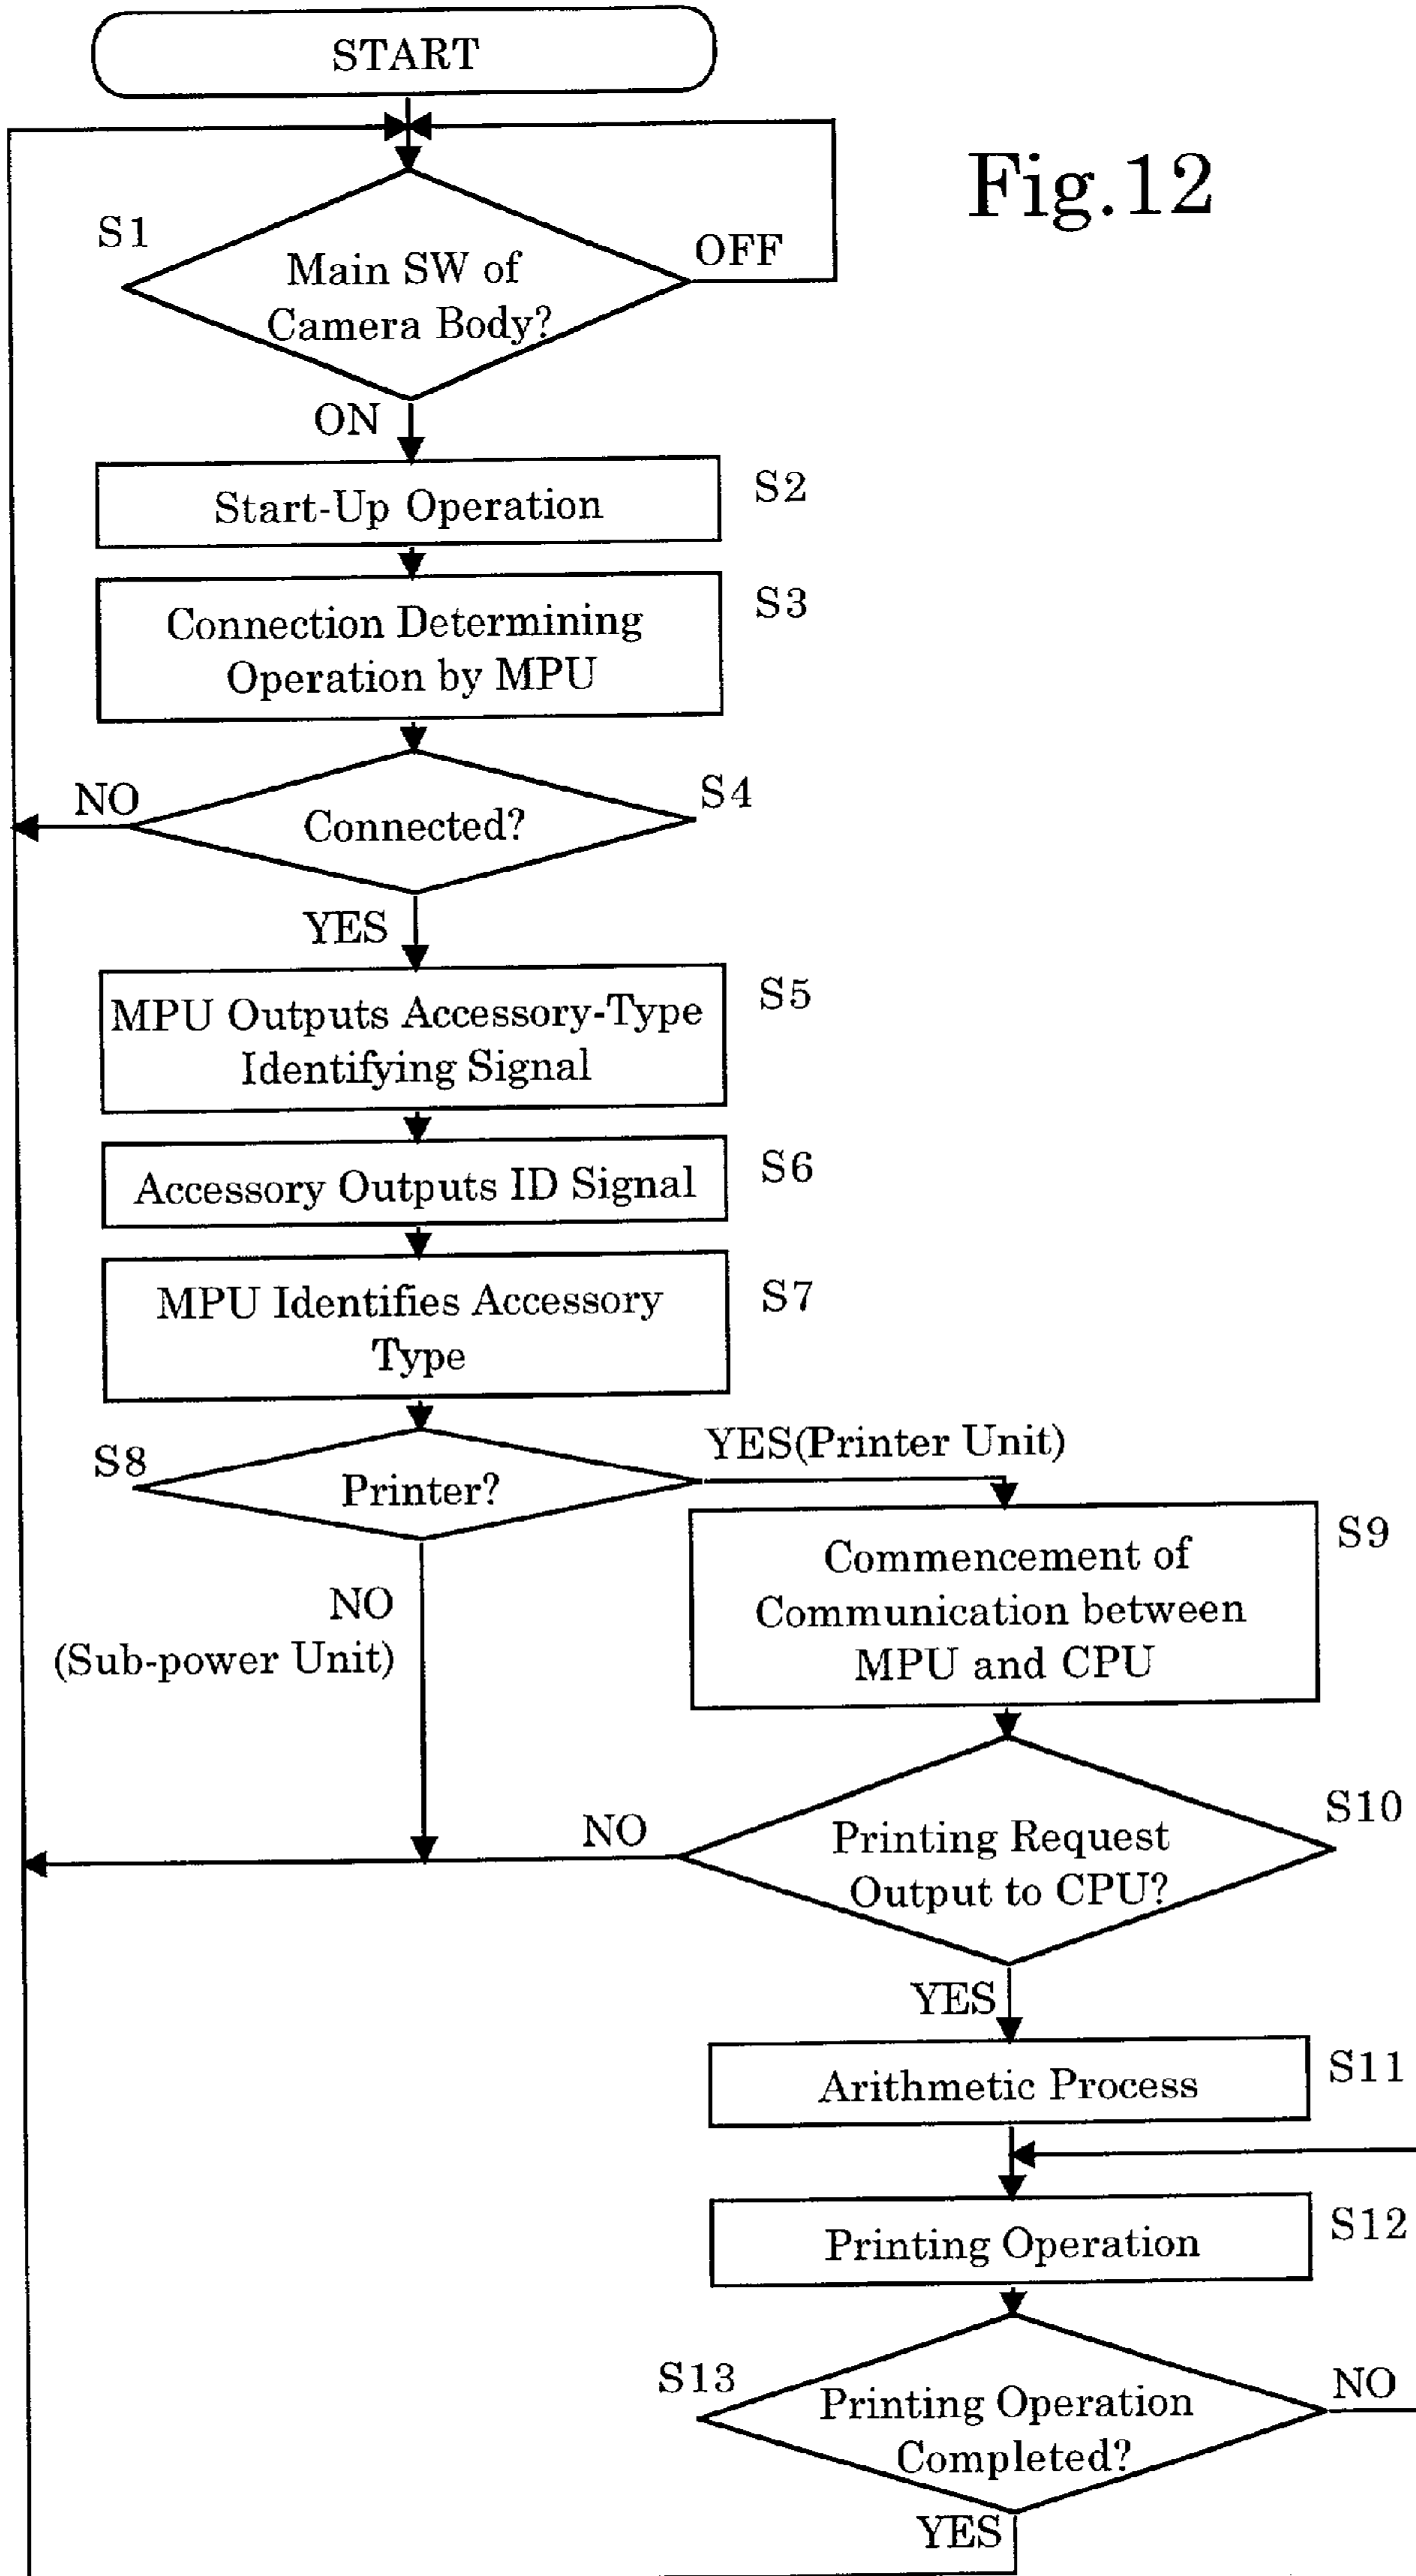 START
Fig.12
S1
Main SW of
Camera Body?
OFF
ON
Start-Up Operation
S2
Connection Determining
Operation by MPU
S3
NO
Connected?
S4
YES
MPU Outputs Accessory-Type
Identifying Signal
S5
Accessory Outputs ID Signal
S6
MPU Identifies Accessory
Type
S7
S8
Printer?
YES(Printer Unit)
NO
(Sub-power Unit)
Commencement of
Communication between
MPU and CPU
S9
NO
Printing Request
Output to CPU?
S10
YES
Arithmetic Process
S11
Printing Operation
S12
S13
Printing Operation
Completed?
NO
YES